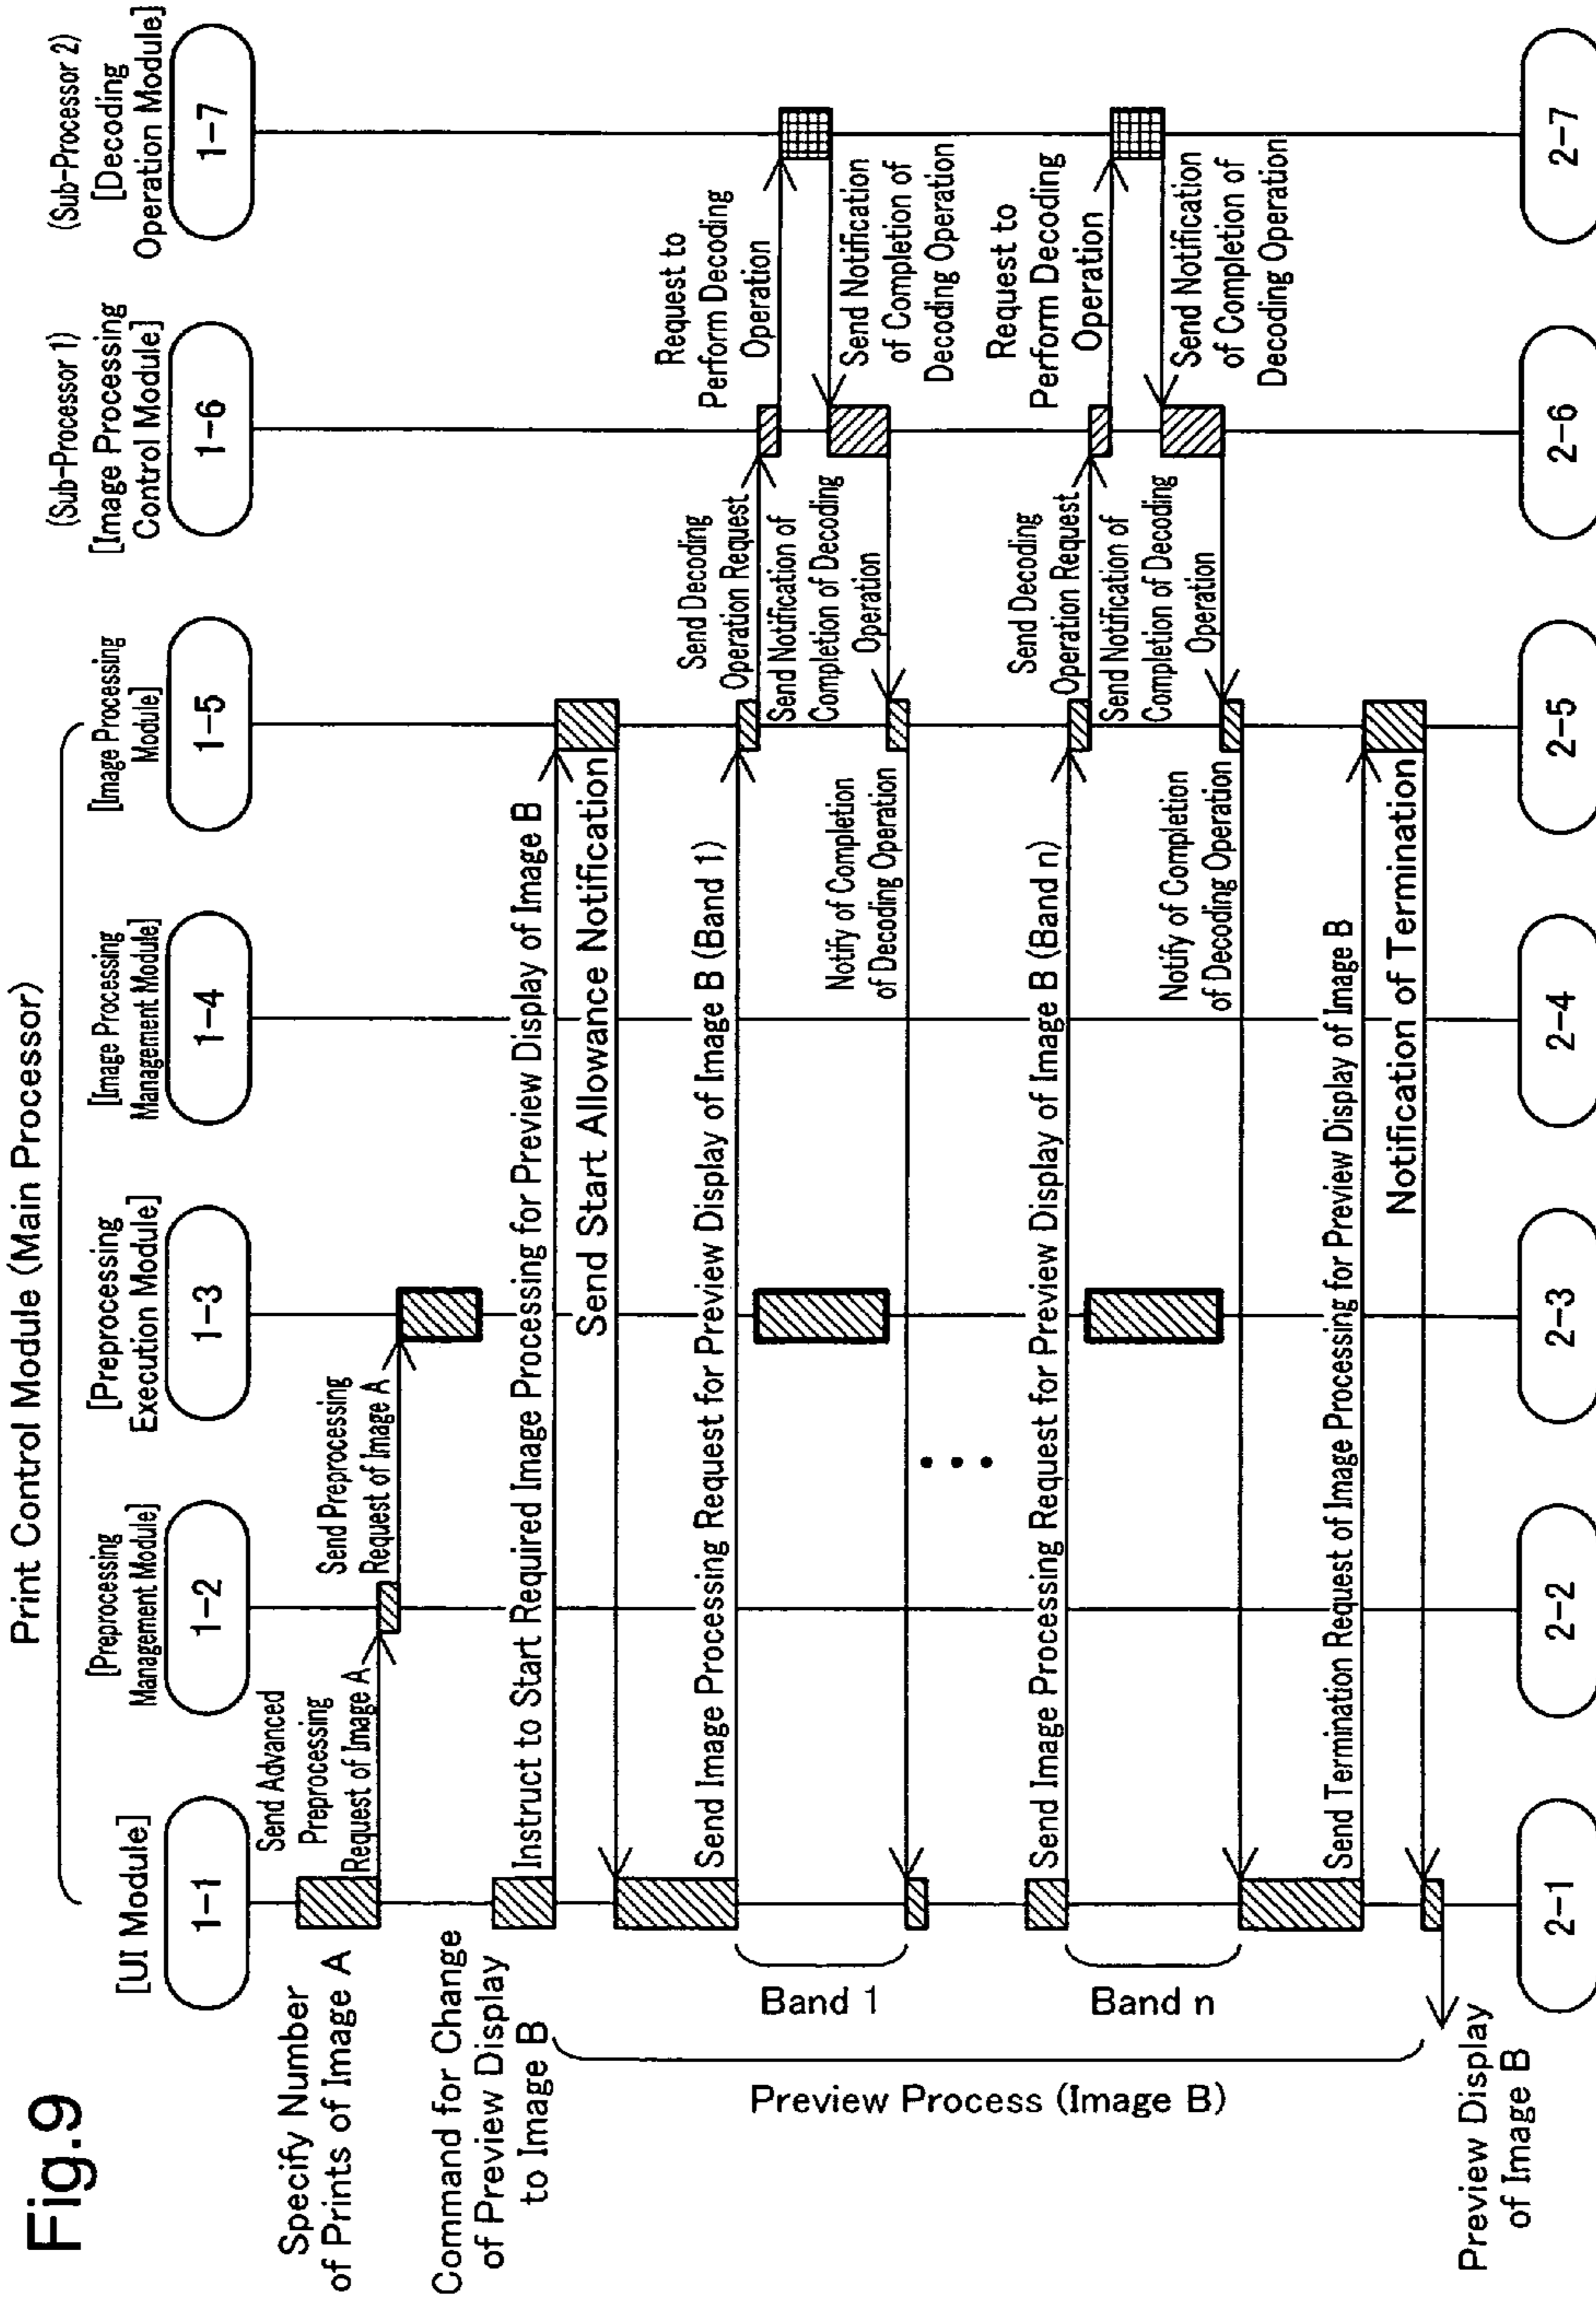 Fig.9
Print Control Module (Main Processor)
[UI Module]
1-1
[Preprocessing
Management Module]
1-2
[Preprocessing
Execution Module]
1-3
[Image Processing
Management Module]
1-4
[Image Processing
Module]
1-5
(Sub-Processor 1)
[Image Processing
Control Module]
1-6
(Sub-Processor 2)
[Decoding
Operation Module]
1-7
Specify Number
of Prints of Image A
Send Advanced
Preprocessing
Request of Image A
Send Preprocessing
Request of Image A
Command for Change
of Preview Display
to Image B
Instruct to Start Required Image Processing for Preview Display of Image B
Send Start Allowance Notification
Send Image Processing Request for Preview Display of Image B (Band 1)
Send Decoding
Operation Request
Request to
Perform Decoding
Operation
Send Notification
of Completion of
Decoding Operation
Send Notification of
Completion of Decoding
Operation
Notify of Completion
of Decoding Operation
Band 1
Send Image Processing Request for Preview Display of Image B (Band n)
Send Decoding
Operation Request
Request to
Perform Decoding
Operation
Send Notification
of Completion of
Decoding Operation
Send Notification of
Completion of Decoding
Operation
Notify of Completion
of Decoding Operation
Band n
Preview Process (Image B)
Send Termination Request of Image Processing for Preview Display of Image B
Notification of Termination
Preview Display
of Image B
2-1
2-2
2-3
2-4
2-5
2-6
2-7